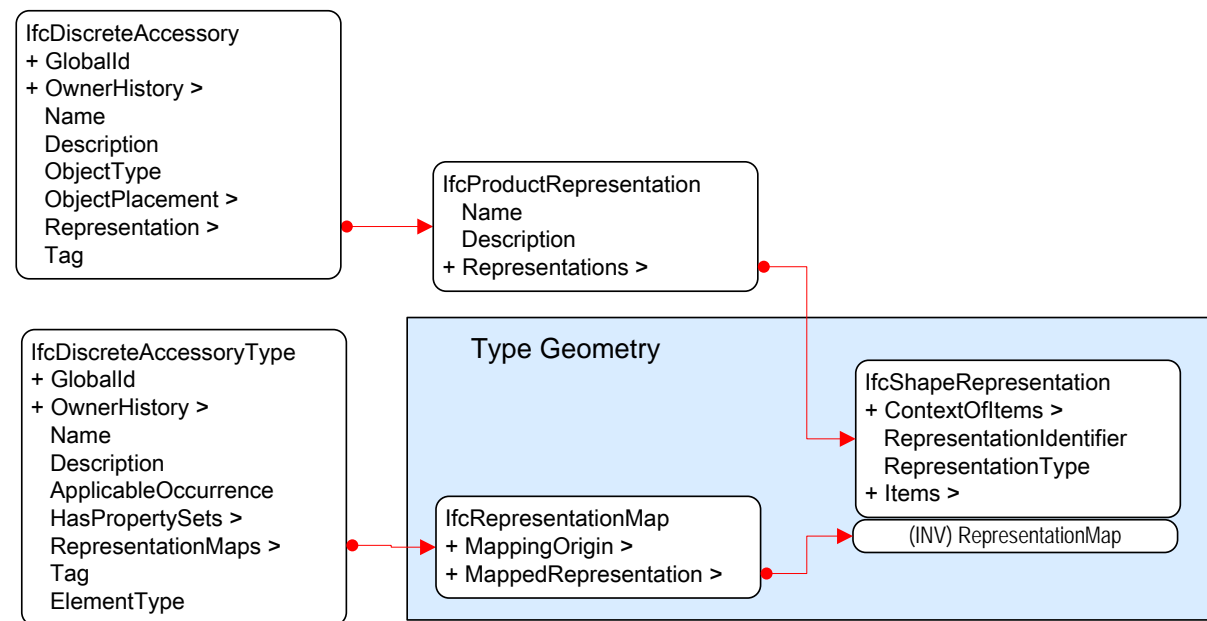 IfcDiscreteAccessory
+ GlobalId
+ OwnerHistory >
Name
Description
ObjectType
ObjectPlacement >
Representation >
Tag
IfcProductRepresentation
Name
Description
+ Representations >
IfcDiscreteAccessoryType
+ GlobalId
+ OwnerHistory >
Name
Description
ApplicableOccurrence
HasPropertySets >
RepresentationMaps >
Tag
ElementType
Type Geometry
IfcRepresentationMap
+ MappingOrigin >
+ MappedRepresentation >
IfcShapeRepresentation
+ ContextOfItems >
RepresentationIdentifier
RepresentationType
+ Items >
(INV) RepresentationMap